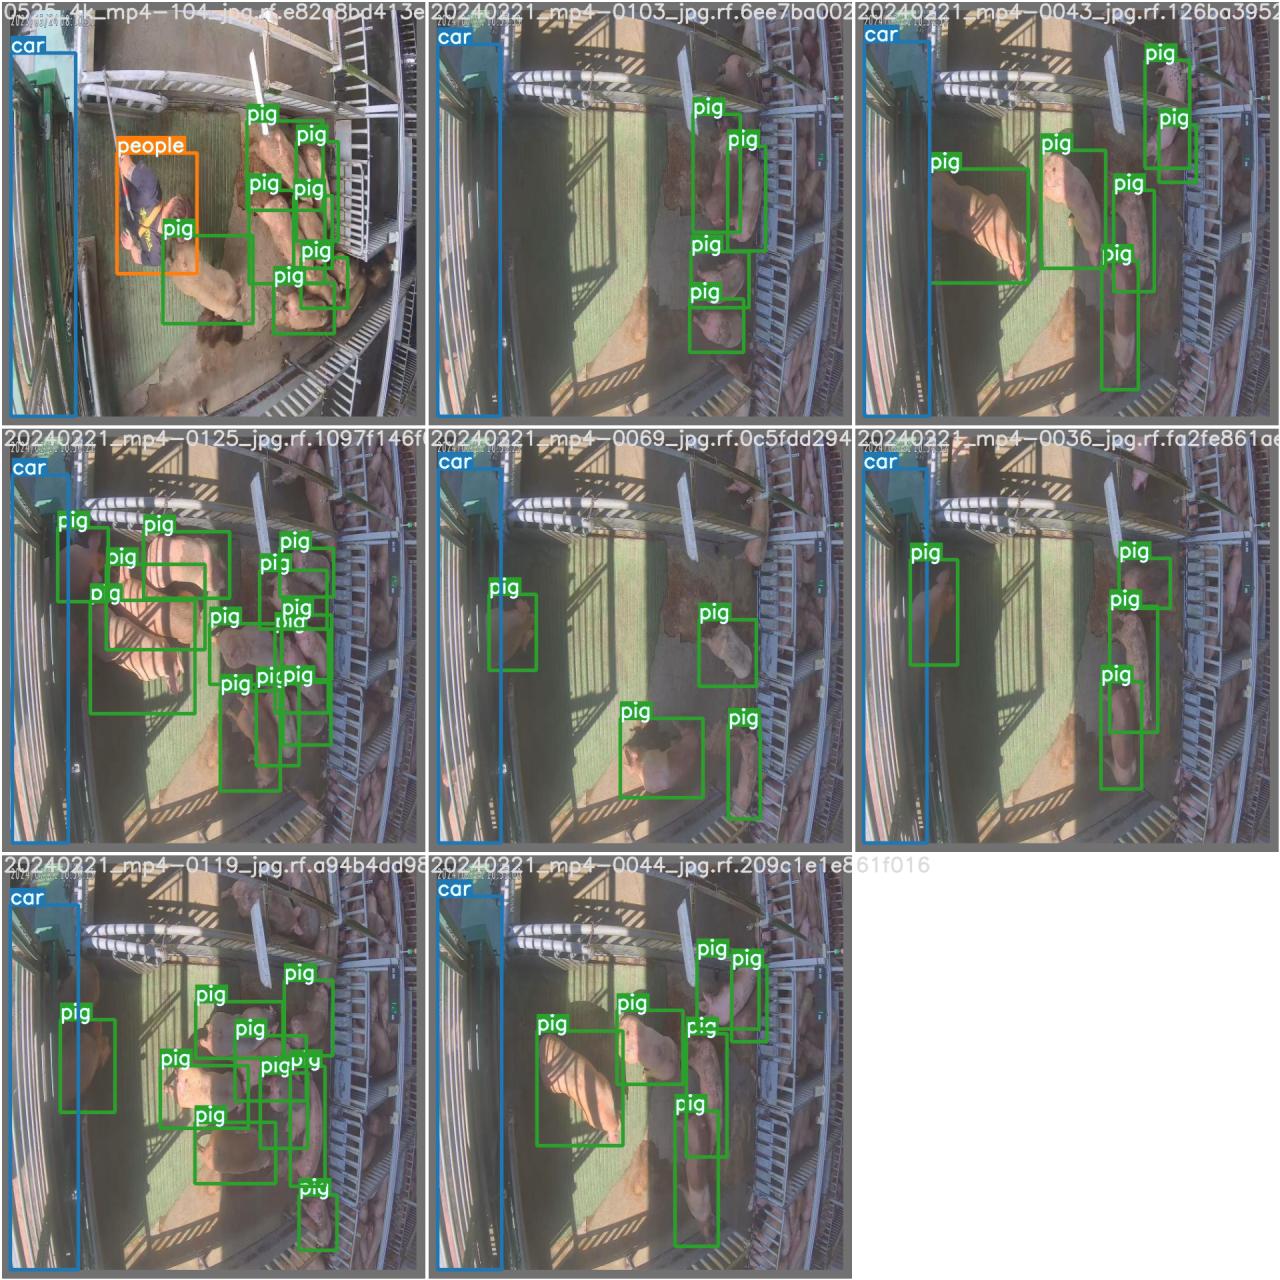 0525_4k_mp4-104_jpg.rf.e82a8bd413e
car
people
pig
pig
pig
pig
pig
pig
pig
20240221_mp4-0103_jpg.rf.6ee7ba002
car
pig
pig
pig
pig
20240221_mp4-0043_jpg.rf.126ba3952
car
pig
pig
pig
pig
pig
pig
20240221_mp4-0125_jpg.rf.1097f146f
car
pig
pig
pig
pig
pig
pig
pig
pig
pig
pig
pig
pig
20240221_mp4-0069_jpg.rf.0c5fdd294
car
pig
pig
pig
pig
20240221_mp4-0036_jpg.rf.fa2fe861ae
car
pig
pig
pig
pig
20240221_mp4-0119_jpg.rf.a94b4dd98
car
pig
pig
pig
pig
pig
pig
pig
pig
pig
20240221_mp4-0044_jpg.rf.209c1e1e861f016
car
pig
pig
pig
pig
pig
pig